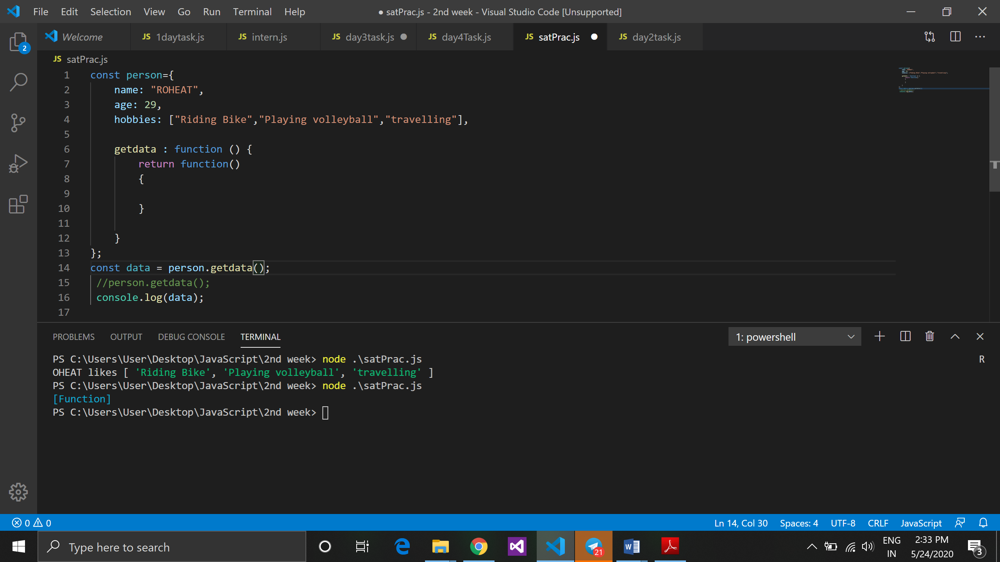 File Edit Selection View Go Run Terminal Help ● satPrac.js - 2nd week - Visual Studio Code [Unsupported]
2
Welcome JS 1daytask.js JS intern.js JS day3task.js JS day4Task.js JS satPrac.js JS day2task.js
JS satPrac.js
1 const person={
2 name: "ROHEAT",
3 age: 29,
4 hobbies: ["Riding Bike","Playing volleyball","travelling"],
5
6 getdata : function () {
7 return function()
8 {
9
10 }
11
12 }
13 };
14 const data = person.getdata();
15 //person.getdata();
16 console.log(data);
17
PROBLEMS OUTPUT DEBUG CONSOLE TERMINAL 1: powershell
PS C:\Users\User\Desktop\JavaScript\2nd week> node .\satPrac.js R
OHEAT likes [ 'Riding Bike', 'Playing volleyball', 'travelling' ]
PS C:\Users\User\Desktop\JavaScript\2nd week> node .\satPrac.js
[Function]
PS C:\Users\User\Desktop\JavaScript\2nd week>
0 0 Ln 14, Col 30 Spaces: 4 UTF-8 CRLF JavaScript
Type here to search 21 ENG 2:33 PM
IN 5/24/2020 3